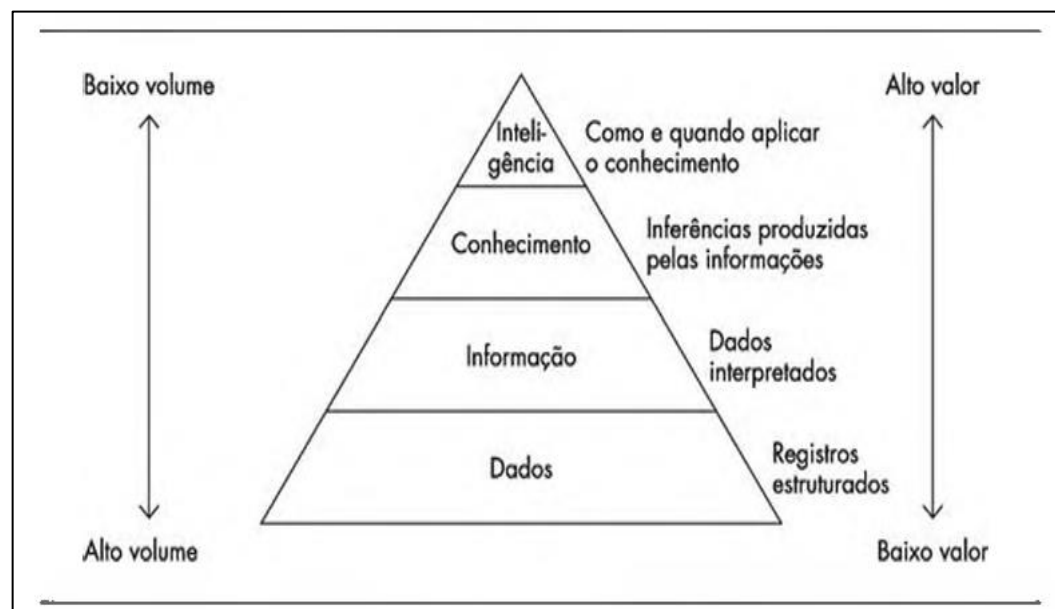 Baixo volume
Alto valor
Inteli-
gência
Como e quando aplicar
o conhecimento
Conhecimento
Inferências produzidas
pelas informações
Informação
Dados
interpretados
Dados
Registros
estruturados
Alto volume
Baixo valor